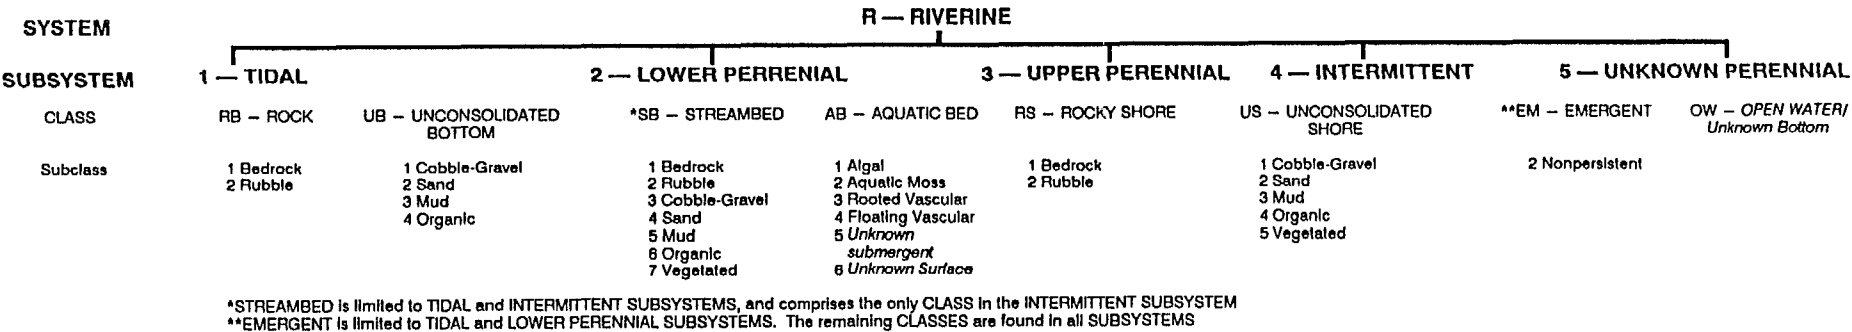 SYSTEM
R — RIVERINE
SUBSYSTEM
1 — TIDAL
2 — LOWER PERRENIAL
3 — UPPER PERENNIAL
4 — INTERMITTENT
5 — UNKNOWN PERENNIAL
CLASS
RB – ROCK
UB – UNCONSOLIDATED
BOTTOM
*SB – STREAMBED
AB – AQUATIC BED
RS – ROCKY SHORE
US – UNCONSOLIDATED
SHORE
**EM – EMERGENT
OW – OPEN WATER/
Unknown Bottom
Subclass
1 Bedrock
2 Rubble
1 Cobble-Gravel
2 Sand
3 Mud
4 Organic
1 Bedrock
2 Rubble
3 Cobble-Gravel
4 Sand
5 Mud
6 Organic
7 Vegetated
1 Algal
2 Aquatic Moss
3 Rooted Vascular
4 Floating Vascular
5 Unknown
submergent
6 Unknown Surface
1 Bedrock
2 Rubble
1 Cobble-Gravel
2 Sand
3 Mud
4 Organic
5 Vegetated
2 Nonpersistent
*STREAMBED is limited to TIDAL and INTERMITTENT SUBSYSTEMS, and comprises the only CLASS in the INTERMITTENT SUBSYSTEM
**EMERGENT is limited to TIDAL and LOWER PERENNIAL SUBSYSTEMS. The remaining CLASSES are found in all SUBSYSTEMS